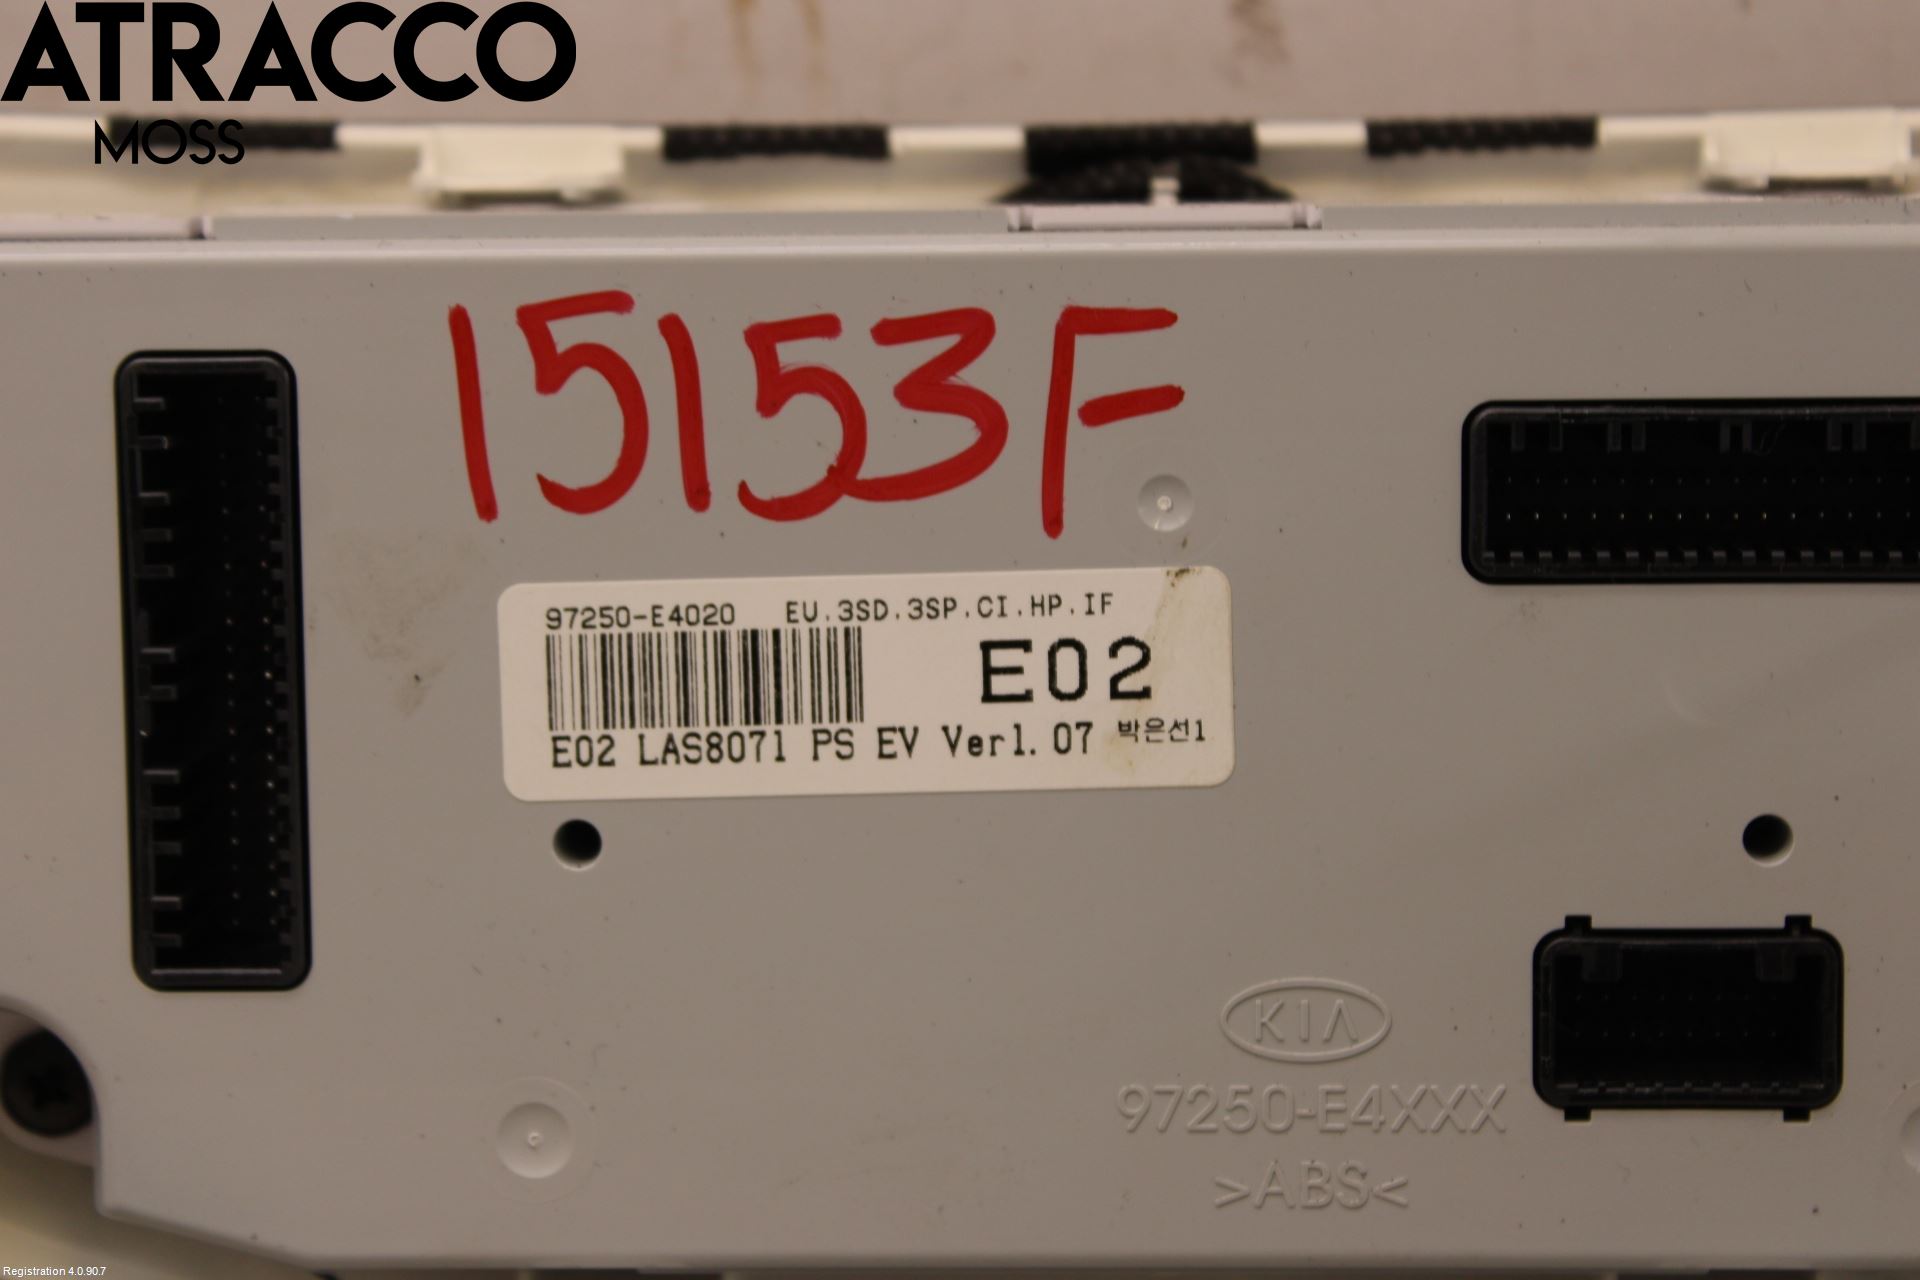 ATRACCO
MOSS
15153F
97250-E4020 EU.3SD.3SP.CI.HP.IF
E02
E02 LAS8071 PS EV Ver1.07 박은선1
KIA
97250-E4XXX
>ABS<
Registration 4.0.90.7